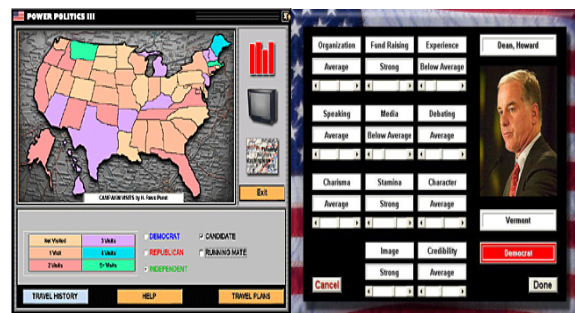 POWER POLITICS III
CAMPAIGN VISITS by H. Ross Perot
Exit
Not Visited
3 Visits
1 Visit
4 Visits
2 Visits
5+ Visits
DEMOCRAT
REPUBLICAN
INDEPENDENT
CANDIDATE
RUNNING MATE
TRAVEL HISTORY
HELP
TRAVEL PLANS
Organization
Fund Raising
Experience
Dean, Howard
Average
Strong
Below Average
Speaking
Media
Debating
Average
Below Average
Average
Charisma
Stamina
Character
Average
Strong
Average
Vermont
Image
Credibility
Democrat
Strong
Average
Cancel
Done